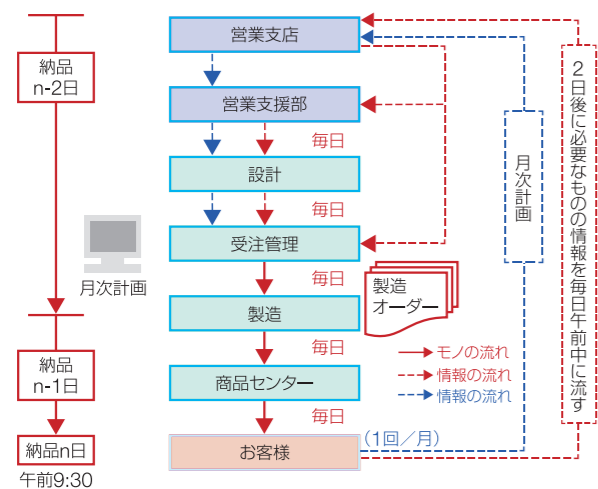 納品
n-2日
月次計画
納品
n-1日
納品n日
午前9:30
営業支店
営業支援部
毎日
設計
毎日
受注管理
毎日
製造
毎日
商品センター
毎日
お客様
(1回／月)
製造
オーダー
モノの流れ
情報の流れ
情報の流れ
月次計画
2日後に必要なものの情報を毎日午前中に流す